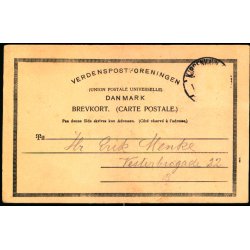 VERDENSPOSTFORENINGEN
(UNION POSTALE UNIVERSELLE)
DANMARK
BREVKORT. (CARTE POSTALE.)
Paa denne Side skrives kun Adressen. (Côté réservé à l'adresse.)
Til
Hr Erik Henke
Vesterbrogade 22